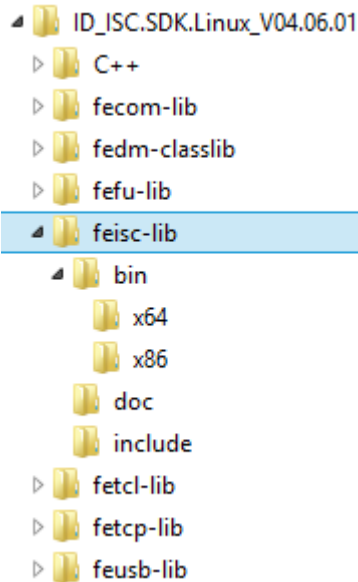 ID_ISC.SDK.Linux_V04.06.01
C++
fecom-lib
fedm-classlib
fefu-lib
feisc-lib
bin
x64
x86
doc
include
fetcl-lib
fetcp-lib
feusb-lib